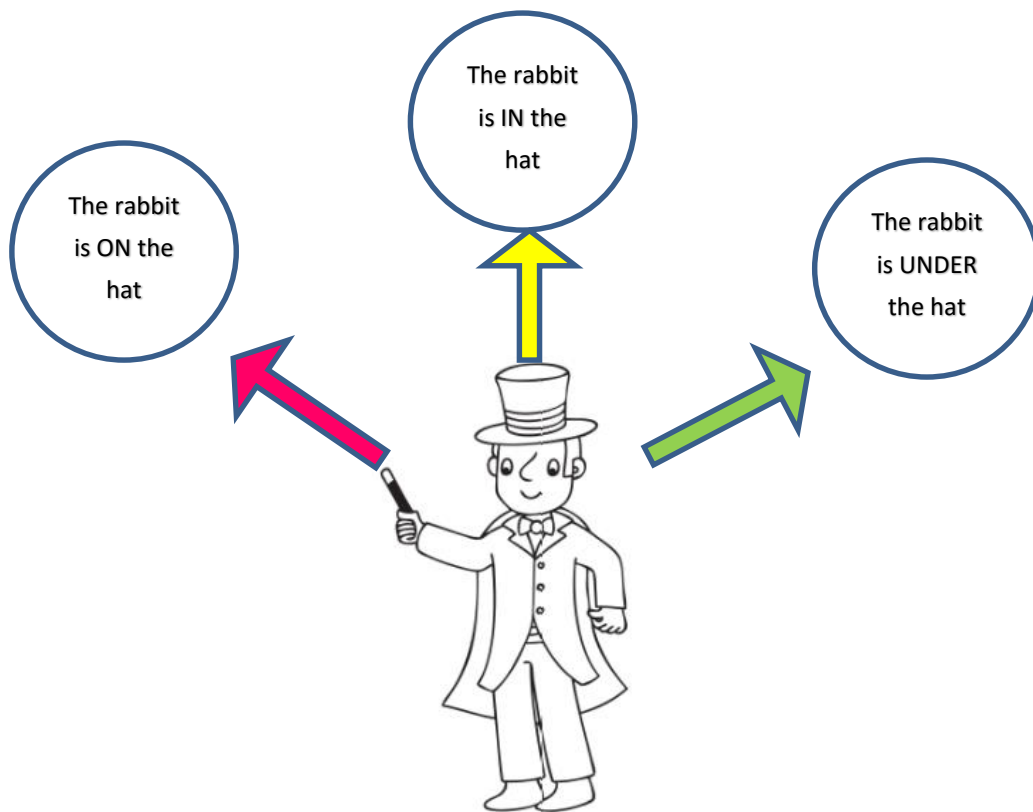 The rabbit
is ON the
hat
The rabbit
is IN the
hat
The rabbit
is UNDER
the hat